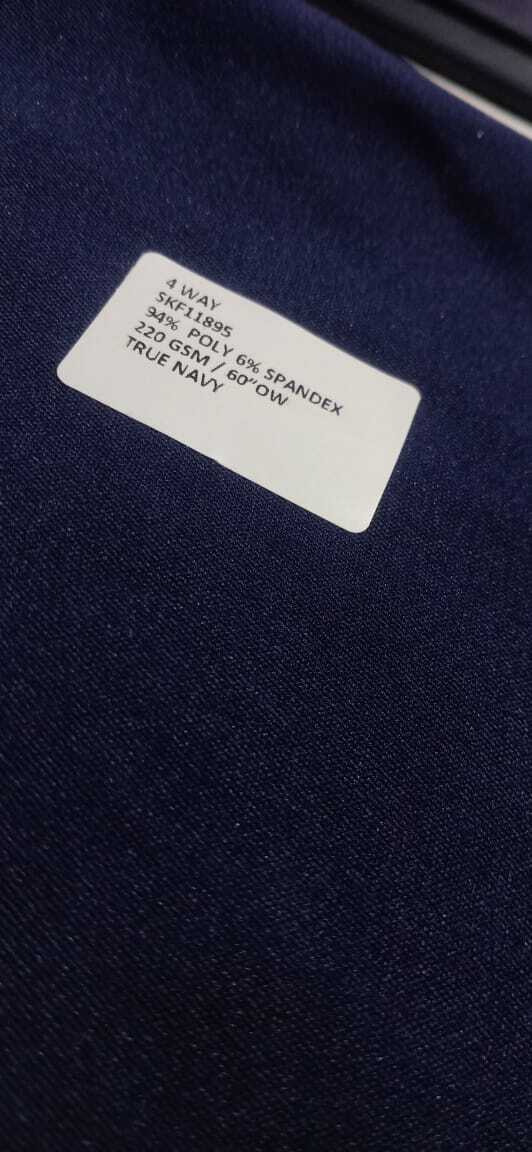 4 WAY
SKF11895
94% POLY 6% SPANDEX
220 GSM / 60"OW
TRUE NAVY